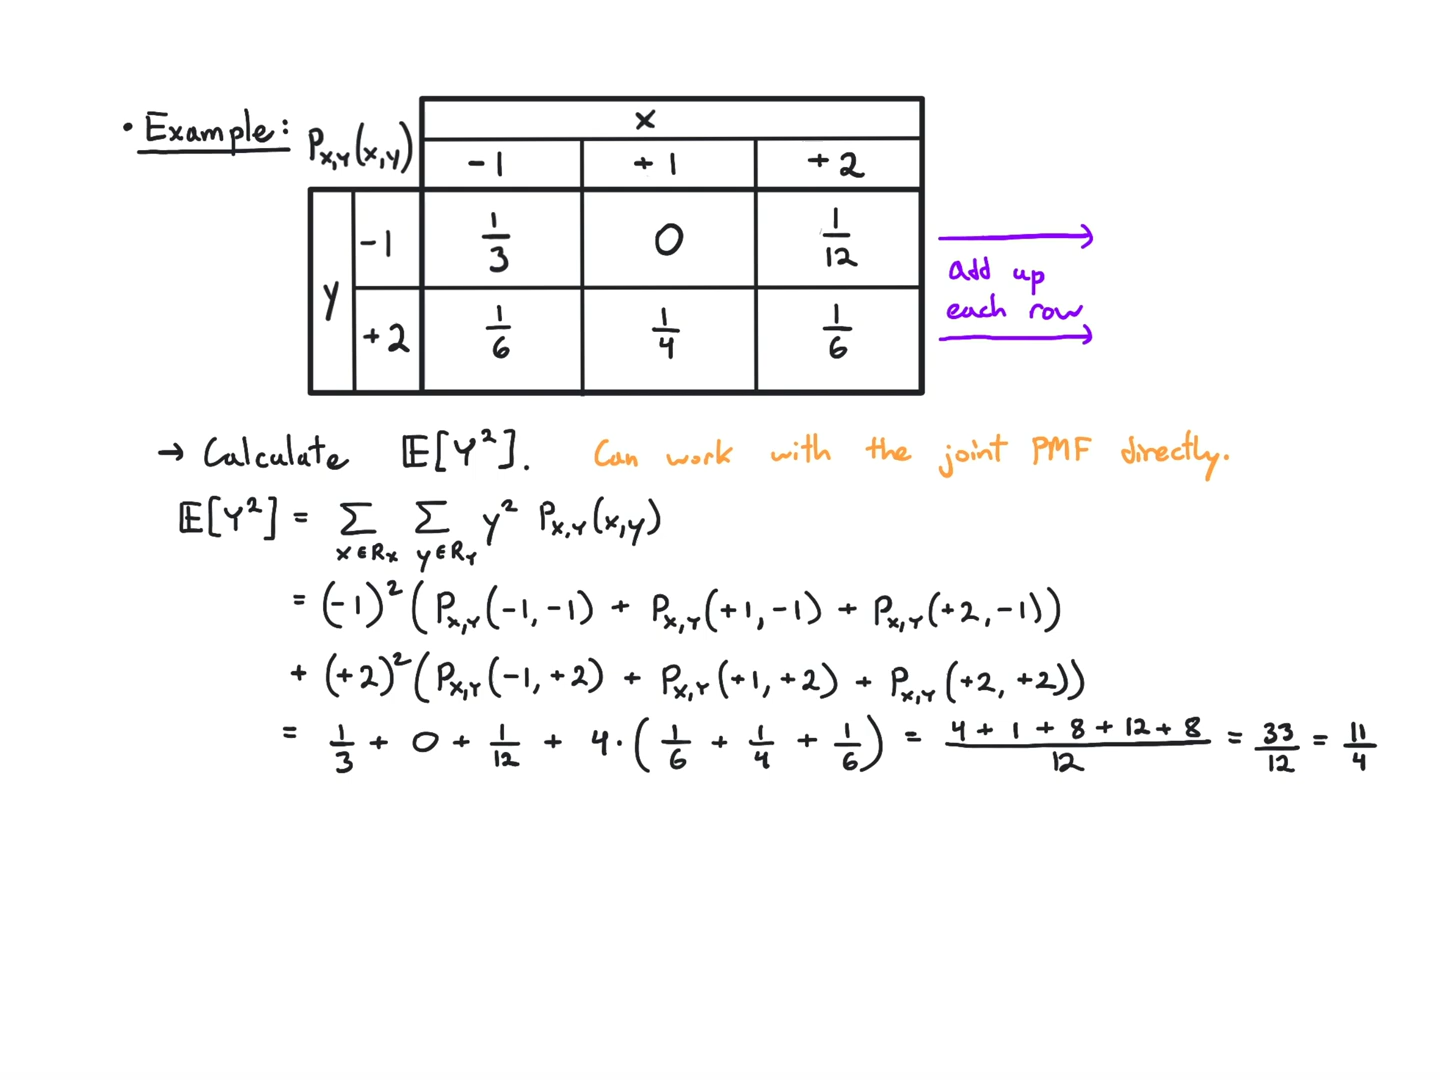 • Example: P_{X,Y}(x,y)
x
-1 +1 +2
y
-1 1/3 0 1/12
+2 1/6 1/4 1/6
add up
each row
→ Calculate 𝔼[Y²]. Can work with the joint PMF directly.
𝔼[Y²] = Σ_{x∈R_X} Σ_{y∈R_Y} y² P_{X,Y}(x,y)
= (-1)² (P_{X,Y}(-1,-1) + P_{X,Y}(+1,-1) + P_{X,Y}(+2,-1))
+ (+2)² (P_{X,Y}(-1,+2) + P_{X,Y}(+1,+2) + P_{X,Y}(+2,+2))
= 1/3 + 0 + 1/12 + 4·(1/6 + 1/4 + 1/6) = (4+1+8+12+8)/12 = 33/12 = 11/4